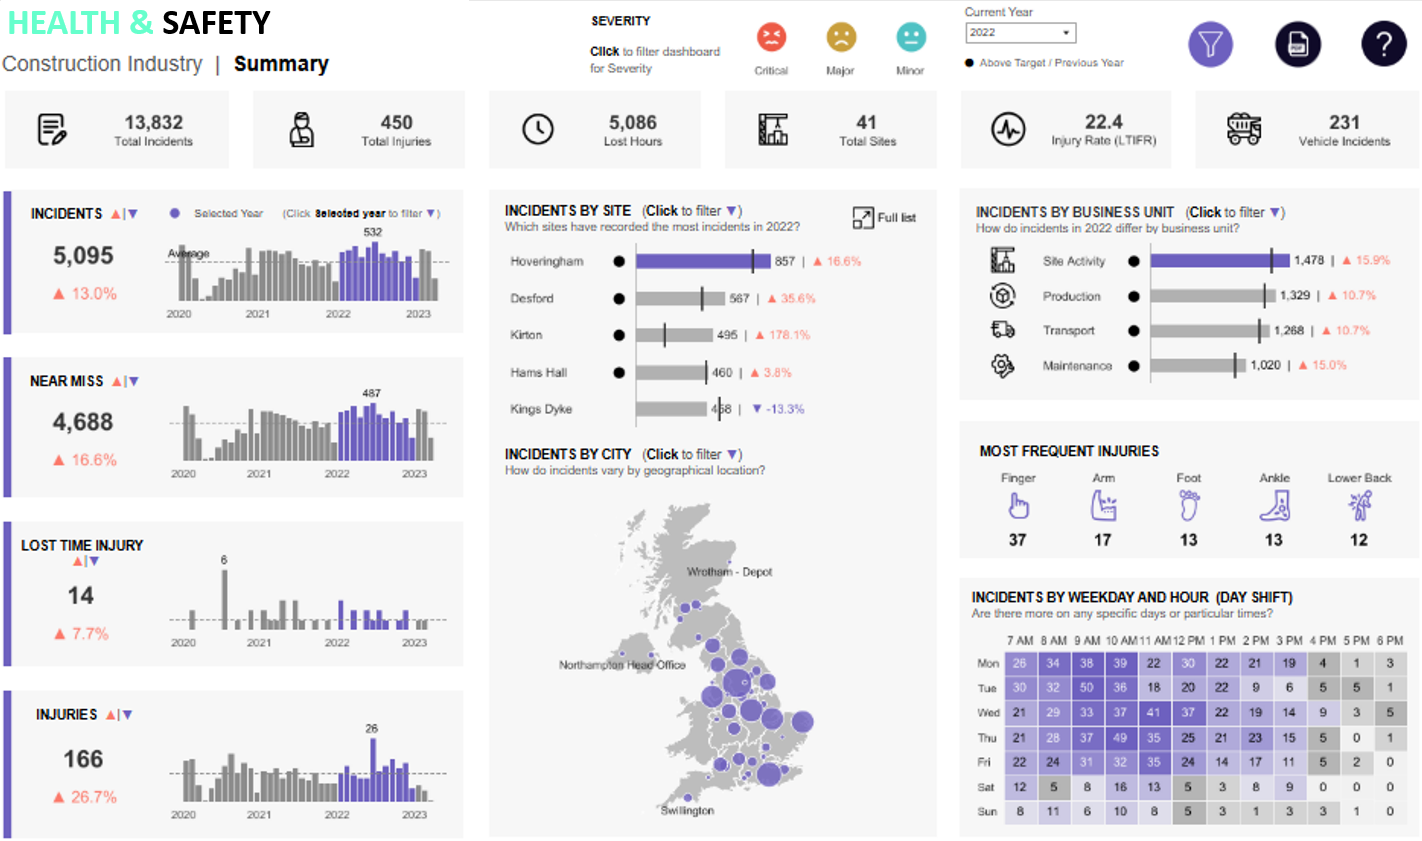 HEALTH & SAFETY
Construction Industry | Summary
SEVERITY
Click to filter dashboard
for Severity
Critical
Major
Minor
Current Year
2022
Above Target / Previous Year
PDF
?
13,832
Total Incidents
450
Total Injuries
5,086
Lost Hours
41
Total Sites
22.4
Injury Rate (LTIFR)
231
Vehicle Incidents
INCIDENTS ▲|▼
Selected Year (Click Selected year to filter ▼)
5,095
▲ 13.0%
532
Average
2020 2021 2022 2023
NEAR MISS ▲|▼
4,688
▲ 16.6%
487
2020 2021 2022 2023
LOST TIME INJURY
▲|▼
14
▲ 7.7%
6
2020 2021 2022 2023
INJURIES ▲|▼
166
▲ 26.7%
26
2020 2021 2022 2023
INCIDENTS BY SITE (Click to filter ▼)
Which sites have recorded the most incidents in 2022?
Full list
Hoveringham 857 | ▲ 16.6%
Desford 567 | ▲ 35.6%
Kirton 495 | ▲ 178.1%
Hams Hall 460 | ▲ 3.8%
Kings Dyke 458 | ▼ -13.3%
INCIDENTS BY CITY (Click to filter ▼)
How do incidents vary by geographical location?
Wrotham - Depot
Northampton Head Office
Swillington
INCIDENTS BY BUSINESS UNIT (Click to filter ▼)
How do incidents in 2022 differ by business unit?
Site Activity 1,478 | ▲ 15.9%
Production 1,329 | ▲ 10.7%
Transport 1,268 | ▲ 10.7%
Maintenance 1,020 | ▲ 15.0%
MOST FREQUENT INJURIES
Finger Arm Foot Ankle Lower Back
37 17 13 13 12
INCIDENTS BY WEEKDAY AND HOUR (DAY SHIFT)
Are there more on any specific days or particular times?
7 AM 8 AM 9 AM 10 AM 11 AM 12 PM 1 PM 2 PM 3 PM 4 PM 5 PM 6 PM
Mon 26 34 38 39 22 30 22 21 19 4 1 3
Tue 30 32 50 36 18 20 22 9 6 5 5 1
Wed 21 29 33 37 41 37 22 19 14 9 3 5
Thu 21 28 37 49 35 25 21 23 15 5 0 1
Fri 22 24 31 32 35 24 14 17 11 5 2 0
Sat 12 5 8 16 13 5 3 8 9 0 0 0
Sun 8 11 6 10 8 5 3 1 3 3 1 0